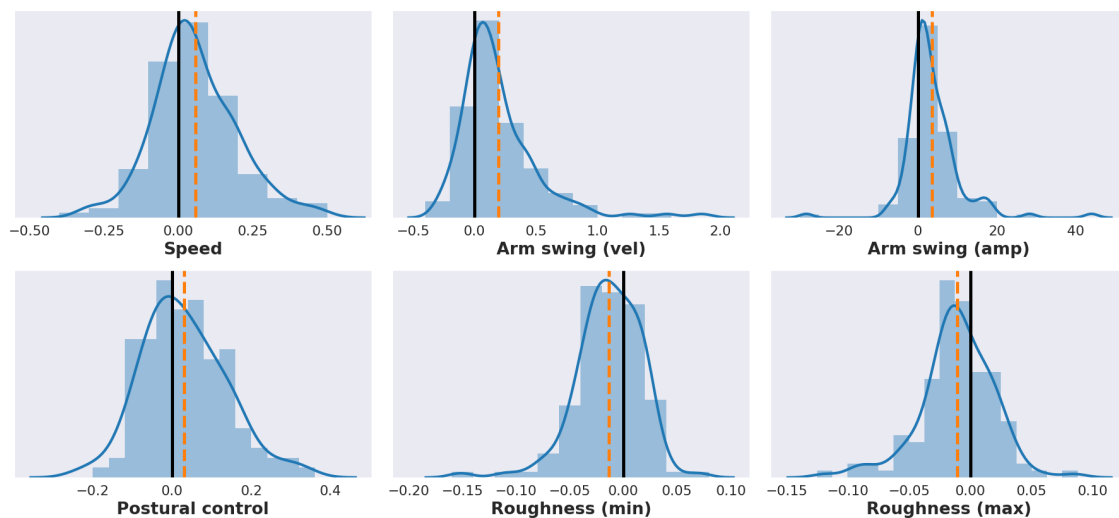 -0.50 -0.25 0.00 0.25 0.50
Speed
-0.5 0.0 0.5 1.0 1.5 2.0
Arm swing (vel)
-20 0 20 40
Arm swing (amp)
-0.2 0.0 0.2 0.4
Postural control
-0.20 -0.15 -0.10 -0.05 0.00 0.05 0.10
Roughness (min)
-0.15 -0.10 -0.05 0.00 0.05 0.10
Roughness (max)